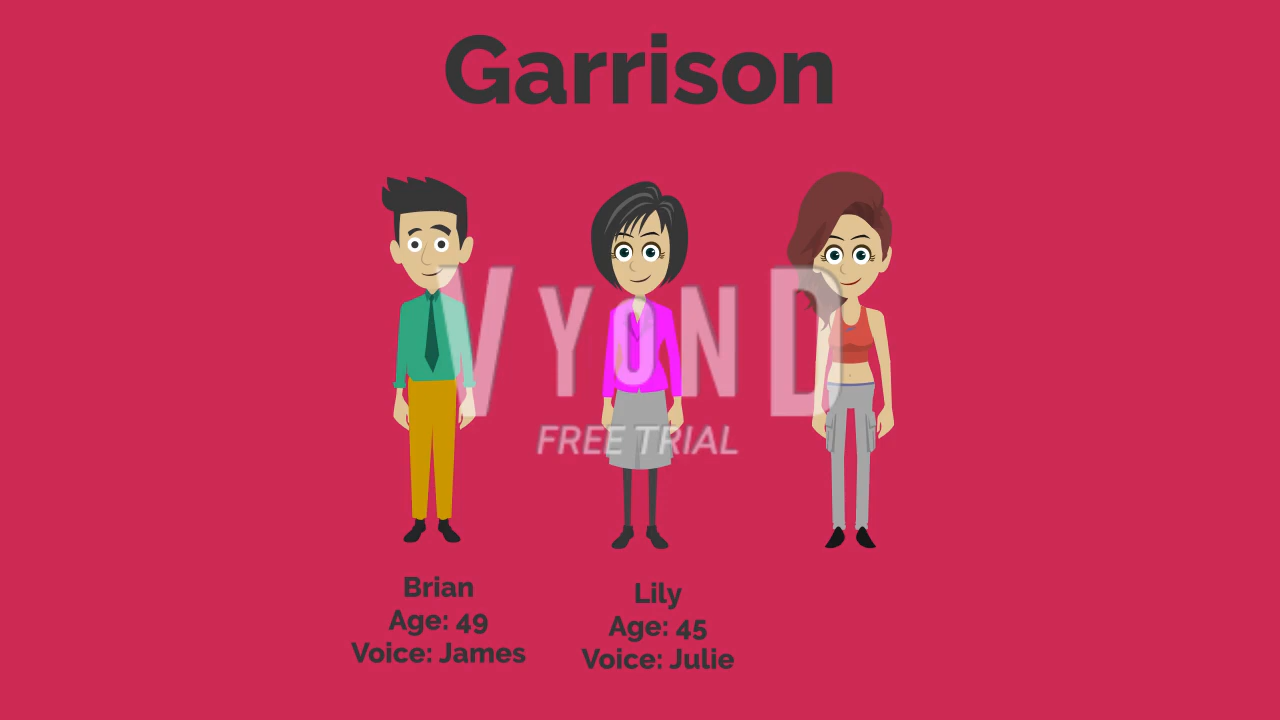 Garrison
VYOND
FREE TRIAL
Brian
Age: 49
Voice: James
Lily
Age: 45
Voice: Julie